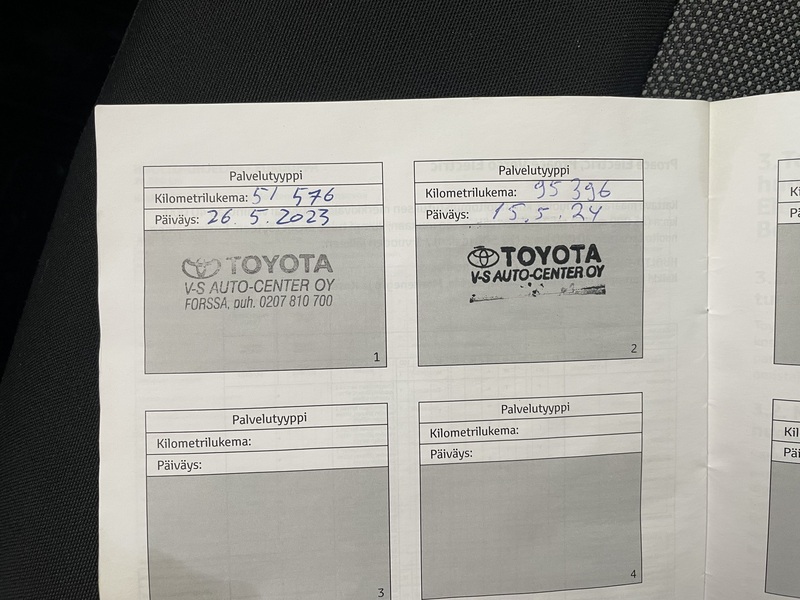 Palvelutyyppi
Kilometrilukema: 51 576
Päiväys: 26.5.2023
TOYOTA
V-S AUTO-CENTER OY
FORSSA, puh. 0207 810 700
1
Palvelutyyppi
Kilometrilukema: 95 396
Päiväys: 15.5.24
TOYOTA
V-S AUTO-CENTER OY
2
Palvelutyyppi
Kilometrilukema:
Päiväys:
3
Palvelutyyppi
Kilometrilukema:
Päiväys:
4